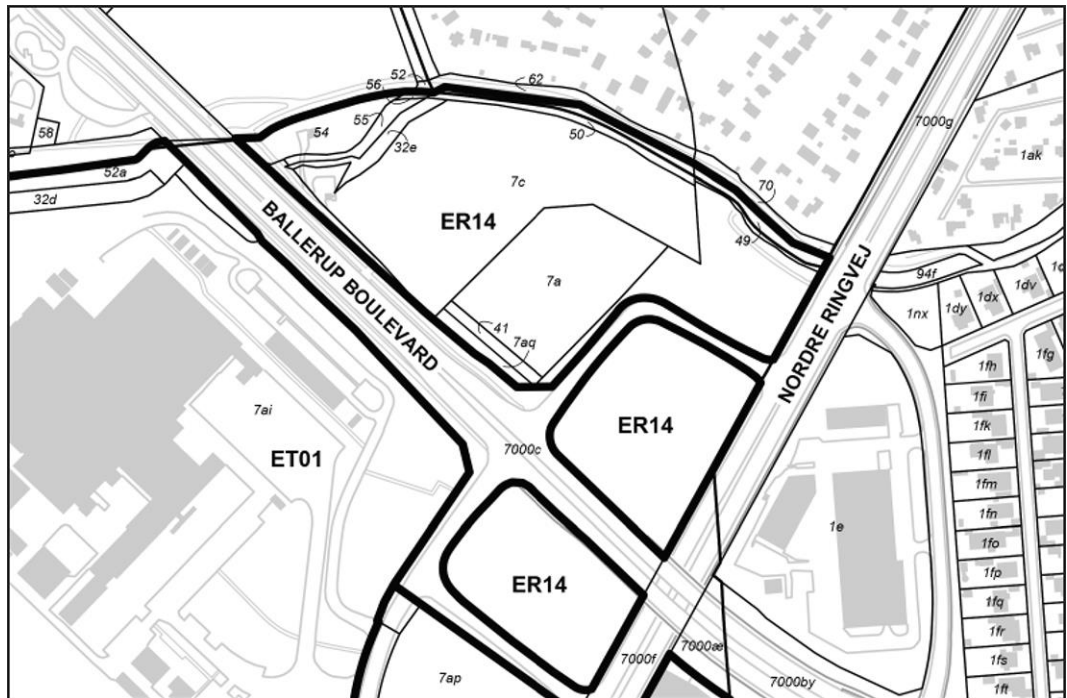 52
62
56
58
55
54
50
7000g
32e
1ak
52a
7c
70
32d
ER14
49
94f
1dv
1dx
7a
1dy
1nx
BALLERUP BOULEVARD
NORDRE RINGVEJ
41
7aq
1fg
1fh
1fi
7ai
ER14
1fk
ET01
7000c
1fl
1fm
1fn
1e
1fo
ER14
1fp
1fq
1fr
7000æ
7000f
1fs
7ap
7000by
1ft